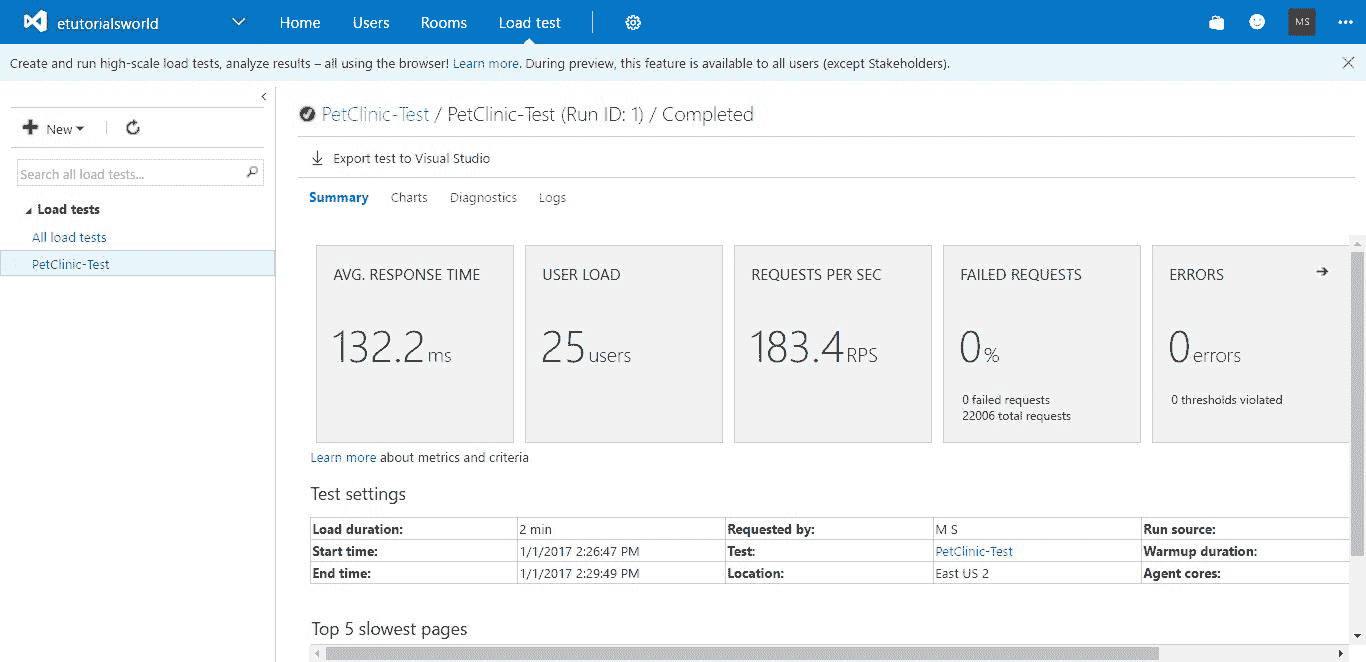 etutorialsworld Home Users Rooms Load test MS
Create and run high-scale load tests, analyze results – all using the browser! Learn more. During preview, this feature is available to all users (except Stakeholders).
PetClinic-Test / PetClinic-Test (Run ID: 1) / Completed
New
Export test to Visual Studio
Search all load tests...
Summary Charts Diagnostics Logs
Load tests
All load tests
PetClinic-Test
AVG. RESPONSE TIME
132.2 ms
USER LOAD
25 users
REQUESTS PER SEC
183.4 RPS
FAILED REQUESTS
0 %
0 failed requests
22006 total requests
ERRORS
0 errors
0 thresholds violated
Learn more about metrics and criteria
Test settings
Load duration: 2 min Requested by: M S Run source:
Start time: 1/1/2017 2:26:47 PM Test: PetClinic-Test Warmup duration:
End time: 1/1/2017 2:29:49 PM Location: East US 2 Agent cores:
Top 5 slowest pages